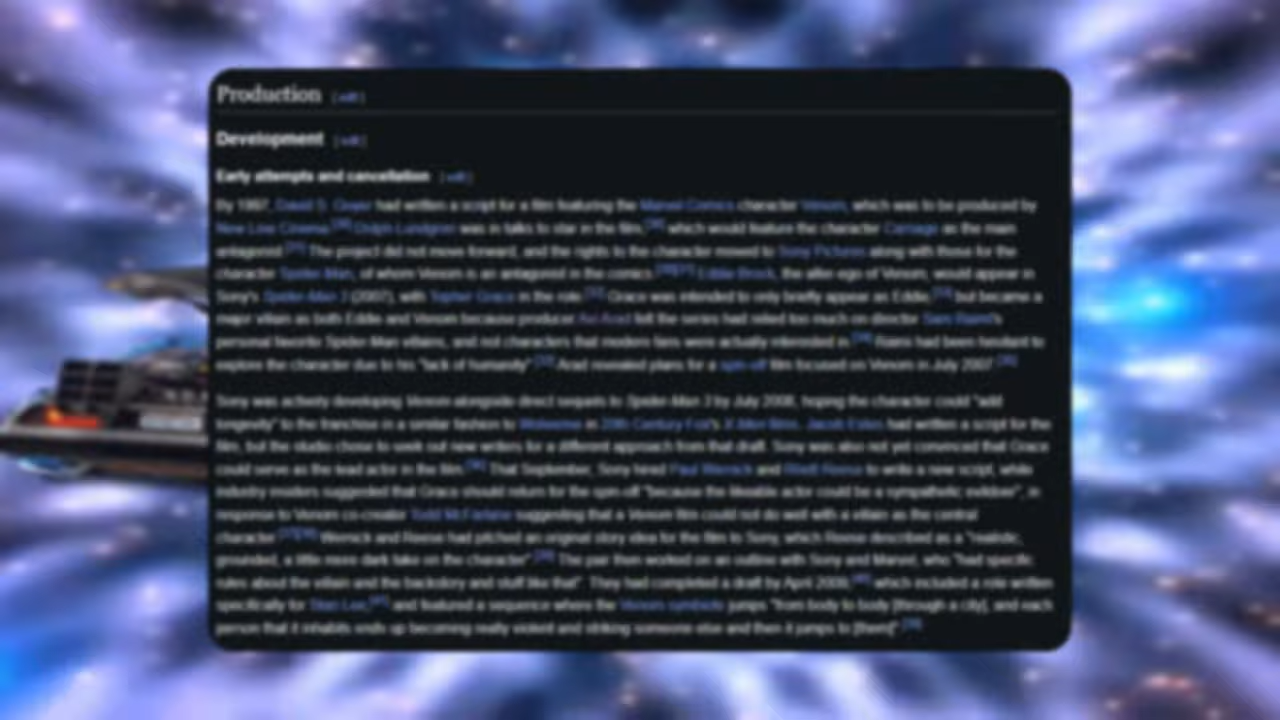 Production [edit]
Development [edit]
Early attempts and cancellation [edit]
By 1997, David S. Goyer had written a script for a film featuring the Marvel Comics character Venom, which was to be produced by
New Line Cinema. Dolph Lundgren was in talks to star in the film, which would feature the character Carnage as the main
antagonist. The project did not move forward, and the rights to the character moved to Sony Pictures along with those for the
character Spider-Man, of whom Venom is an antagonist in the comics. Eddie Brock, the alter ego of Venom, would appear in
Sony's Spider-Man 3 (2007), with Topher Grace in the role. Grace was intended to only briefly appear as Eddie, but became a
major villain as both Eddie and Venom because producer Avi Arad felt the series had relied too much on director Sam Raimi's
personal favorite Spider-Man villains, and not characters that modern fans were actually interested in. Raimi had been hesitant to
explore the character due to his "lack of humanity". Arad revealed plans for a spin-off film focused on Venom in July 2007.
Sony was actively developing Venom alongside direct sequels to Spider-Man 3 by July 2008, hoping the character could "add
longevity" to the franchise in a similar fashion to Wolverine in 20th Century Fox's X-Men films. Jacob Estes had written a script for the
film, but the studio chose to seek out new writers for a different approach from that draft. Sony was also not yet convinced that Grace
could serve as the lead actor in the film. That September, Sony hired Paul Wernick and Rhett Reese to write a new script, while
industry insiders suggested that Grace should return for the spin-off "because the likeable actor could be a sympathetic evildoer", in
response to Venom co-creator Todd McFarlane suggesting that a Venom film could not do well with a villain as the central
character. Wernick and Reese had pitched an original story idea for the film to Sony, which Reese described as a "realistic,
grounded, a little more dark take on the character". The pair then worked on an outline with Sony and Marvel, who "had specific
rules about the villain and the backstory and stuff like that". They had completed a draft by April 2009, which included a role written
specifically for Stan Lee, and featured a sequence where the Venom symbiote jumps "from body to body [through a city], and each
person that it inhabits ends up becoming really violent and striking someone else and then it jumps to [them]".